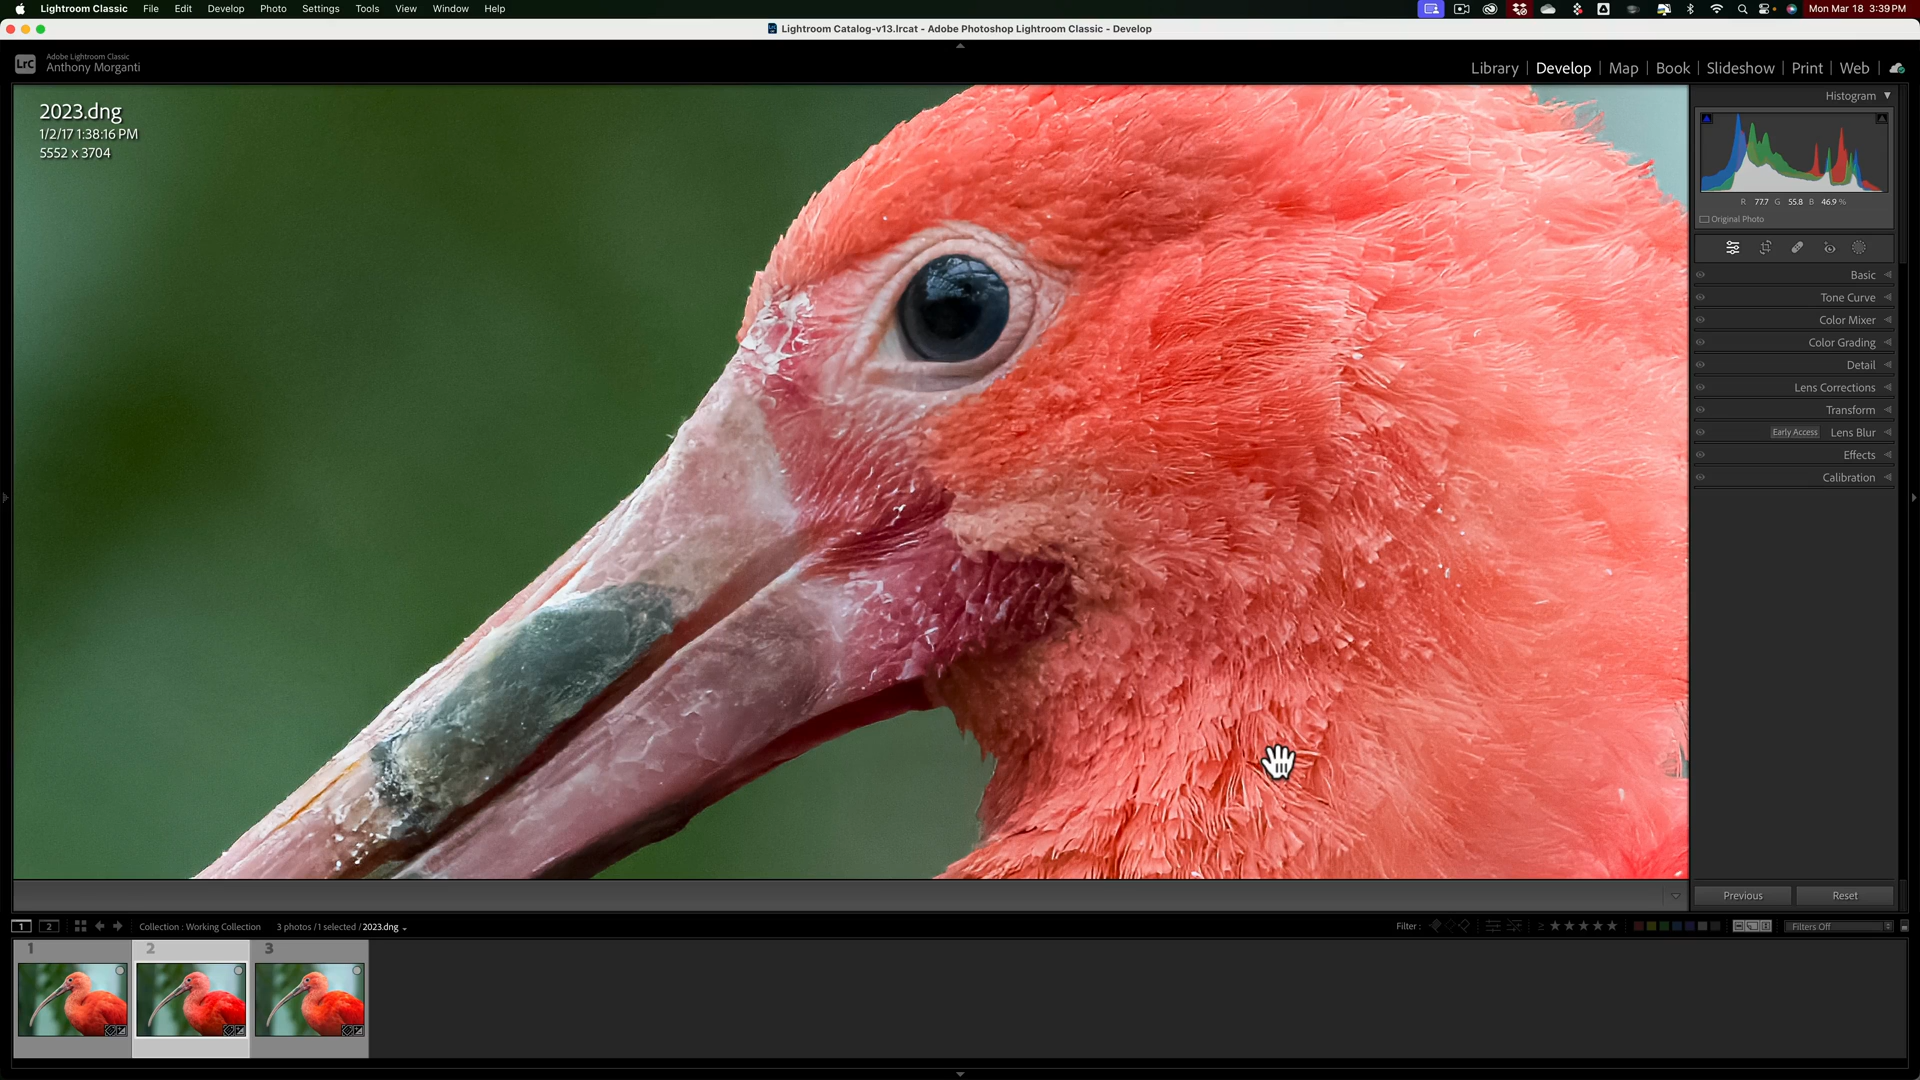 Lightroom Classic File Edit Develop Photo Settings Tools View Window Help Mon Mar 18 3:39 PM
Lightroom Catalog-v13.lrcat - Adobe Photoshop Lightroom Classic - Develop
LrC Adobe Lightroom Classic
Anthony Morganti
Library | Develop | Map | Book | Slideshow | Print | Web
2023.dng
1/2/17 1:38:16 PM
5552 x 3704
Histogram
R 77.7 G 55.8 B 46.9 %
Original Photo
Basic
Tone Curve
Color Mixer
Color Grading
Detail
Lens Corrections
Transform
Early Access Lens Blur
Effects
Calibration
Previous Reset
1 2 Collection : Working Collection 3 photos / 1 selected / 2023.dng Filter : Filters Off
1 2 3